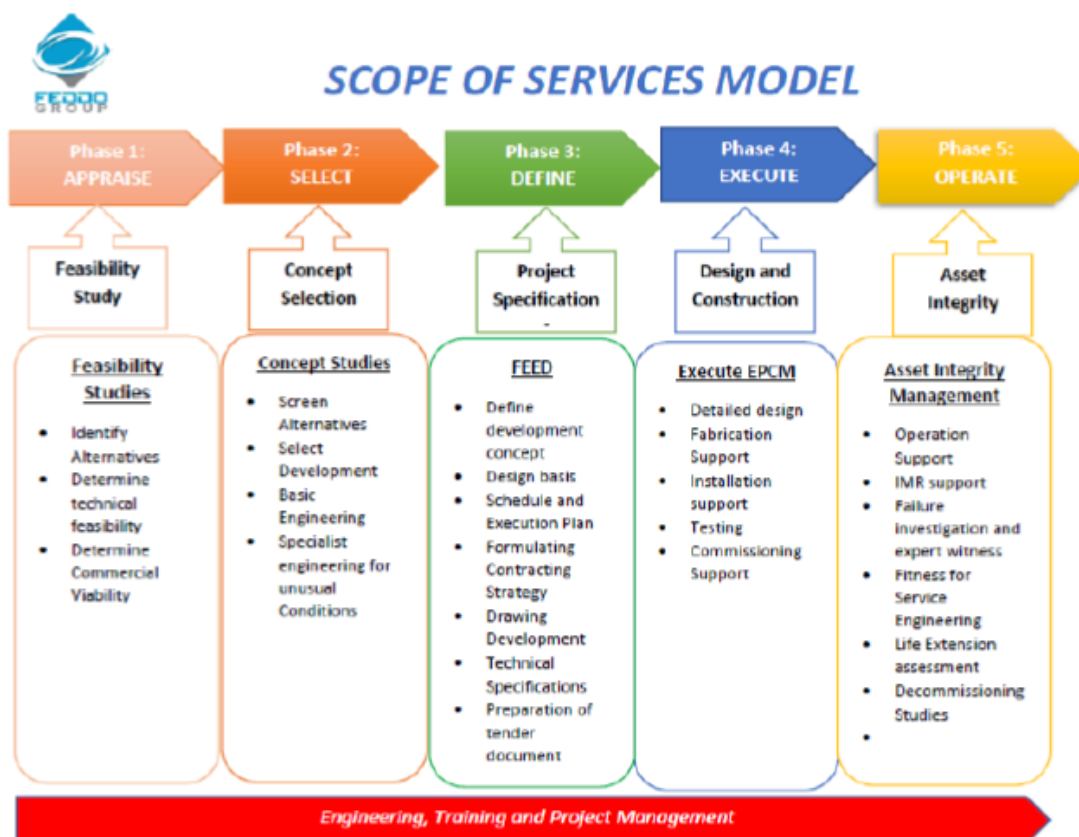 FEDDO
GROUP
SCOPE OF SERVICES MODEL
Phase 1:
APPRAISE
Phase 2:
SELECT
Phase 3:
DEFINE
Phase 4:
EXECUTE
Phase 5:
OPERATE
Feasibility
Study
Concept
Selection
Project
Specification
-
Design and
Construction
Asset
Integrity
Feasibility
Studies
• Identify
Alternatives
• Determine
technical
feasibility
• Determine
Commercial
Viability
Concept Studies
• Screen
Alternatives
• Select
Development
• Basic
Engineering
• Specialist
engineering for
unusual
Conditions
FEED
• Define
development
concept
• Design basis
• Schedule and
Execution Plan
• Formulating
Contracting
Strategy
• Drawing
Development
• Technical
Specifications
• Preparation of
tender
document
Execute EPCM
• Detailed design
• Fabrication
Support
• Installation
support
• Testing
• Commissioning
Support
Asset Integrity
Management
• Operation
Support
• IMR support
• Failure
investigation and
expert witness
• Fitness for
Service
Engineering
• Life Extension
assessment
• Decommissioning
Studies
•
Engineering, Training and Project Management